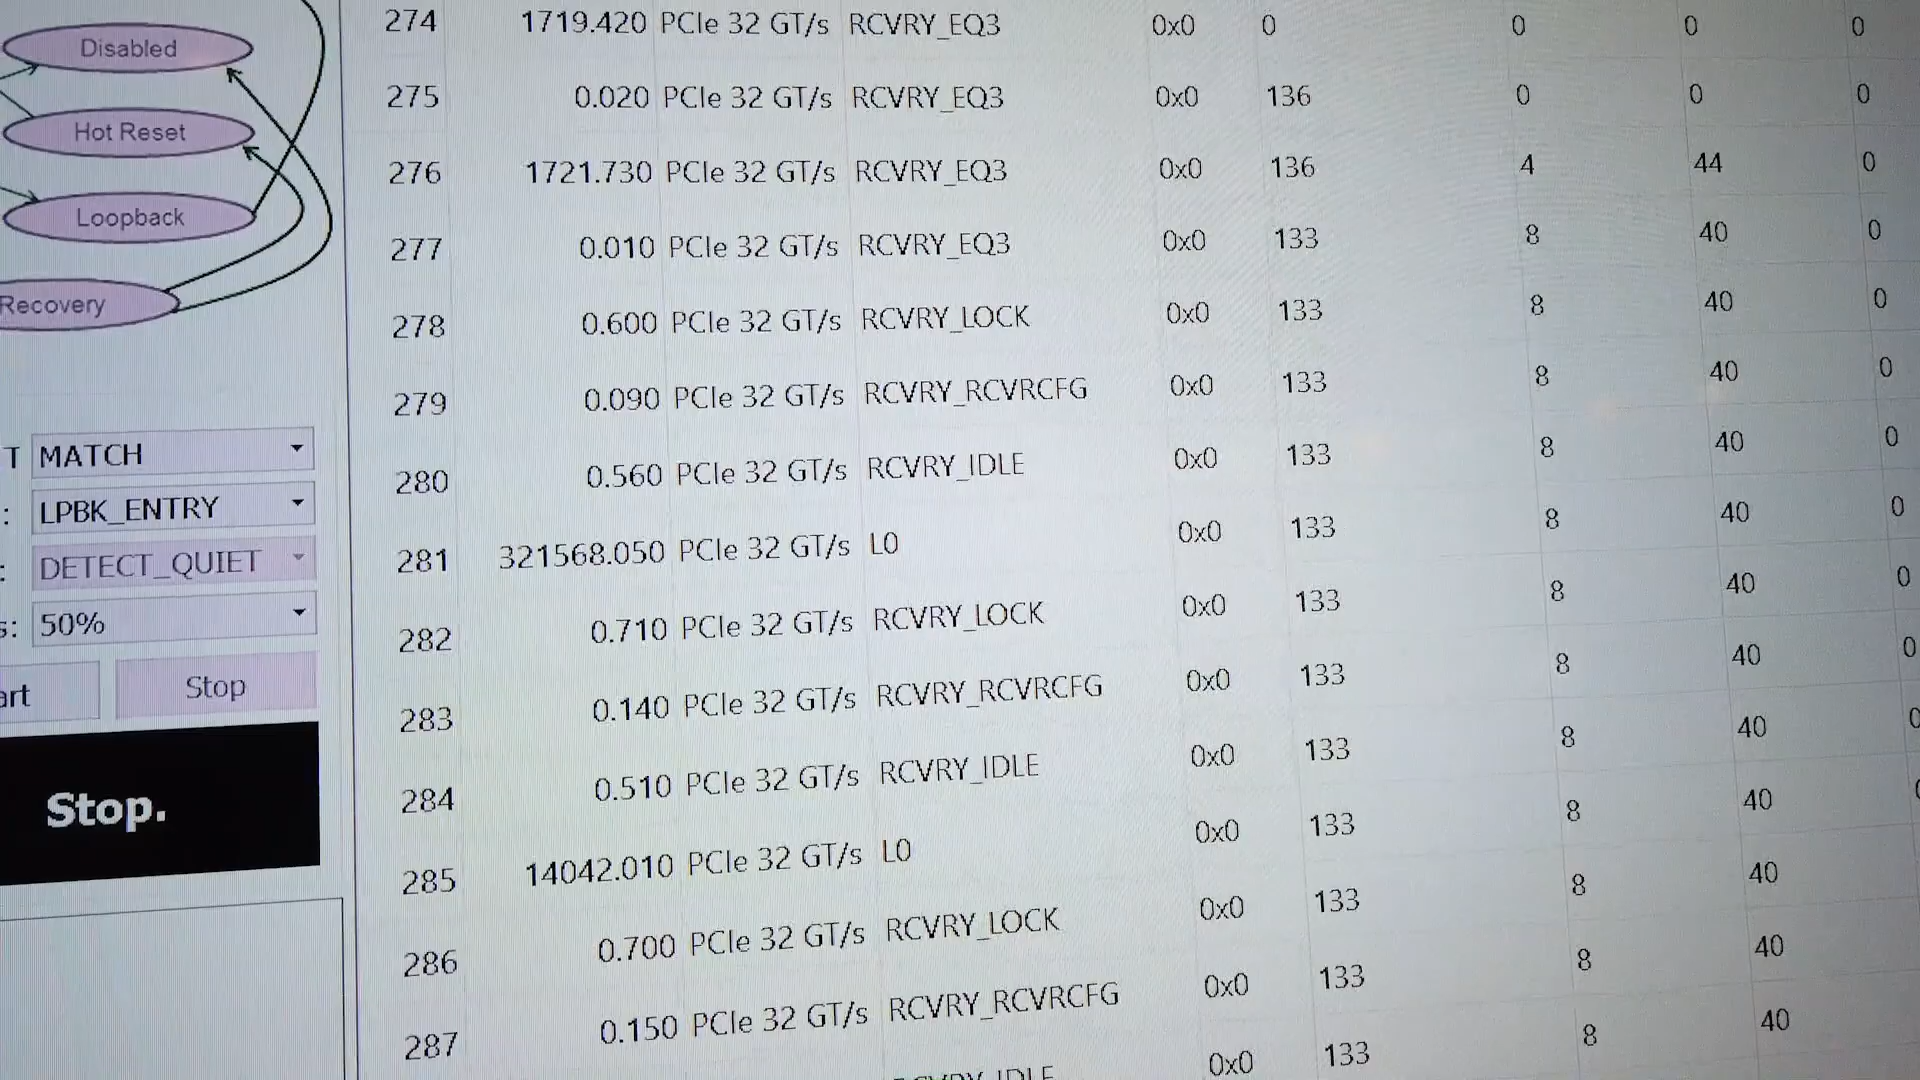 Disabled
Hot Reset
Loopback
Recovery
T MATCH
: LPBK_ENTRY
: DETECT_QUIET
s: 50%
art Stop
Stop.
274 1719.420 PCIe 32 GT/s RCVRY_EQ3 0x0 0 0 0 0
275 0.020 PCIe 32 GT/s RCVRY_EQ3 0x0 136 0 0 0
276 1721.730 PCIe 32 GT/s RCVRY_EQ3 0x0 136 4 44 0
277 0.010 PCIe 32 GT/s RCVRY_EQ3 0x0 133 8 40 0
278 0.600 PCIe 32 GT/s RCVRY_LOCK 0x0 133 8 40 0
279 0.090 PCIe 32 GT/s RCVRY_RCVRCFG 0x0 133 8 40 0
280 0.560 PCIe 32 GT/s RCVRY_IDLE 0x0 133 8 40 0
281 321568.050 PCIe 32 GT/s L0 0x0 133 8 40 0
282 0.710 PCIe 32 GT/s RCVRY_LOCK 0x0 133 8 40 0
283 0.140 PCIe 32 GT/s RCVRY_RCVRCFG 0x0 133 8 40 0
284 0.510 PCIe 32 GT/s RCVRY_IDLE 0x0 133 8 40 0
285 14042.010 PCIe 32 GT/s L0 0x0 133 8 40 0
286 0.700 PCIe 32 GT/s RCVRY_LOCK 0x0 133 8 40
287 0.150 PCIe 32 GT/s RCVRY_RCVRCFG 0x0 133 8 40
RCVRY_IDLE 0x0 133 8 40